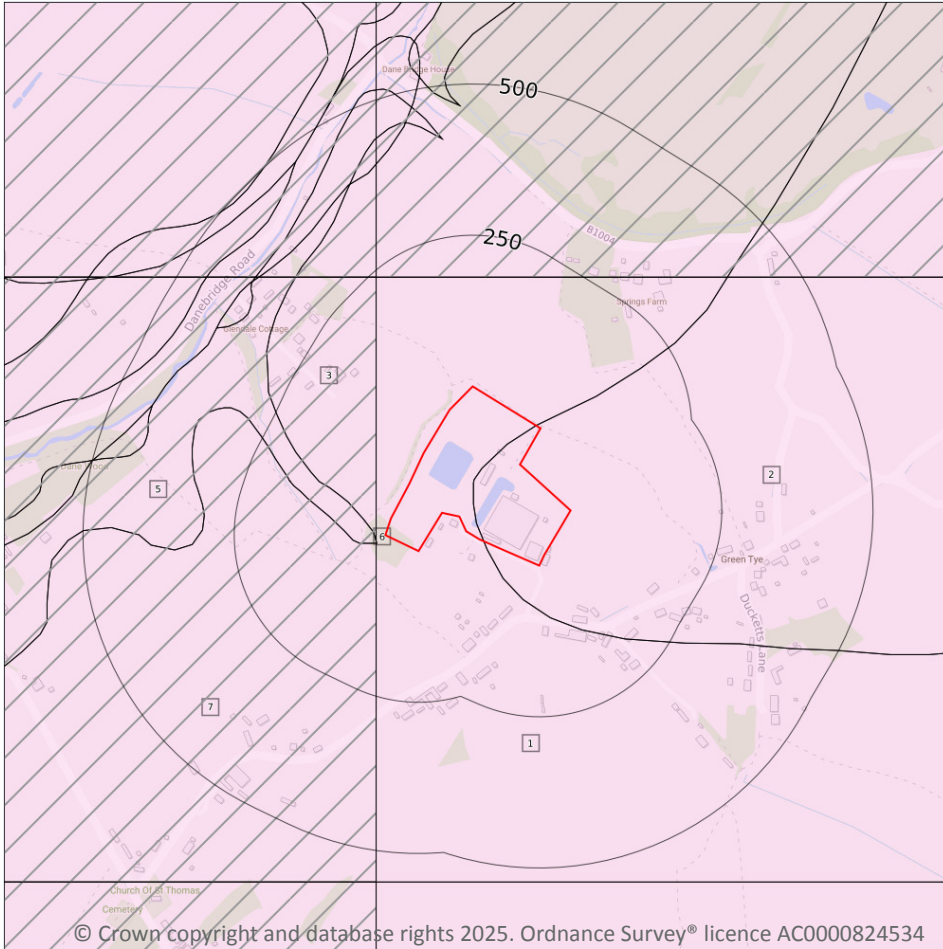 Dane Bridge House
500
B1004
250
Danebridge Road
Springs Farm
Glendale Cottage
3
2
Dane Wood
5
6
Green Tye
Ducketts Lane
7
1
Church Of St Thomas
Cemetery
© Crown copyright and database rights 2025. Ordnance Survey® licence AC0000824534